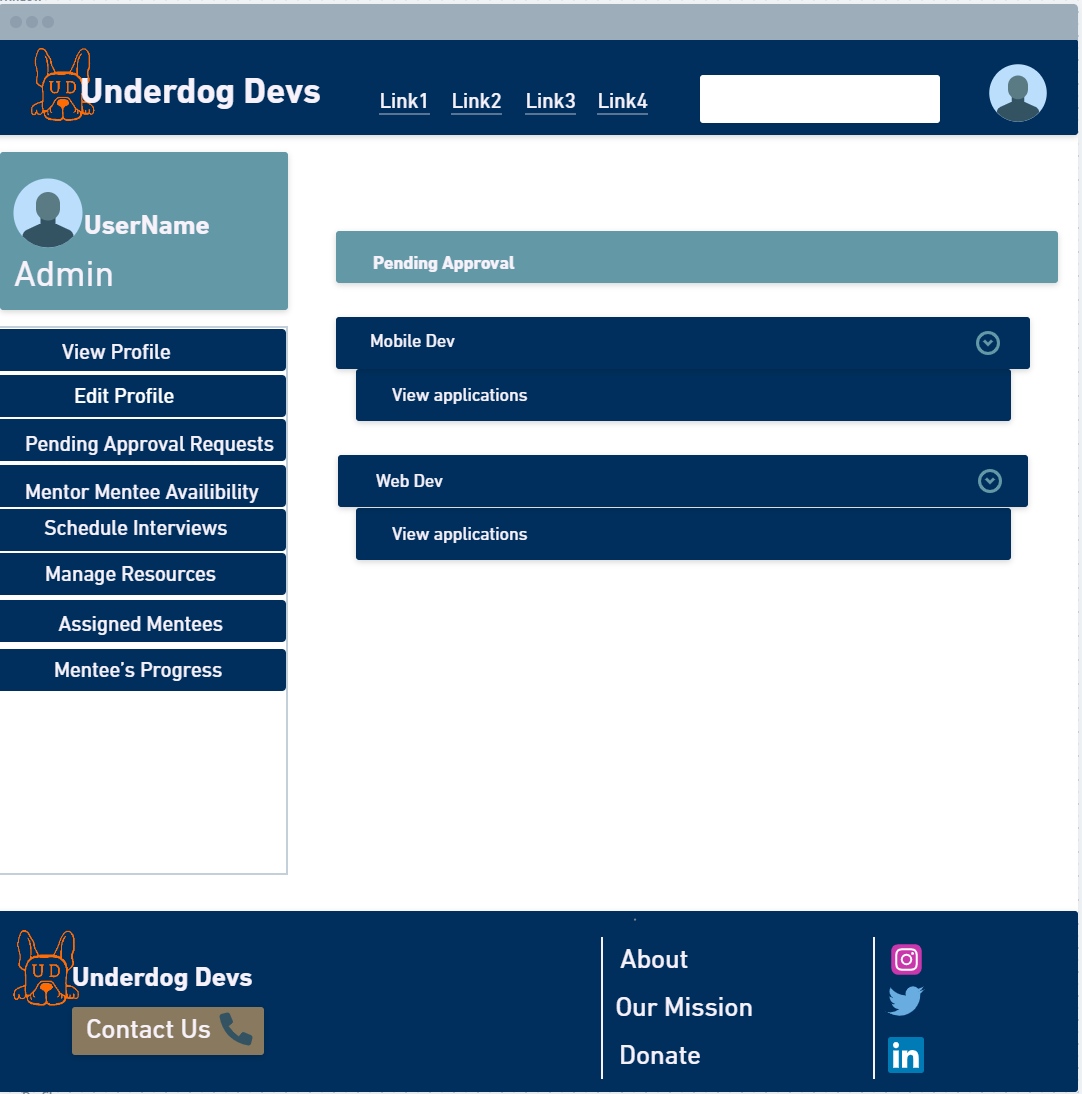 UD
Underdog Devs
Link1 Link2 Link3 Link4
UserName
Admin
View Profile
Edit Profile
Pending Approval Requests
Mentor Mentee Availibility
Schedule Interviews
Manage Resources
Assigned Mentees
Mentee's Progress
Pending Approval
Mobile Dev
View applications
Web Dev
View applications
UD
Underdog Devs
Contact Us
About
Our Mission
Donate
in